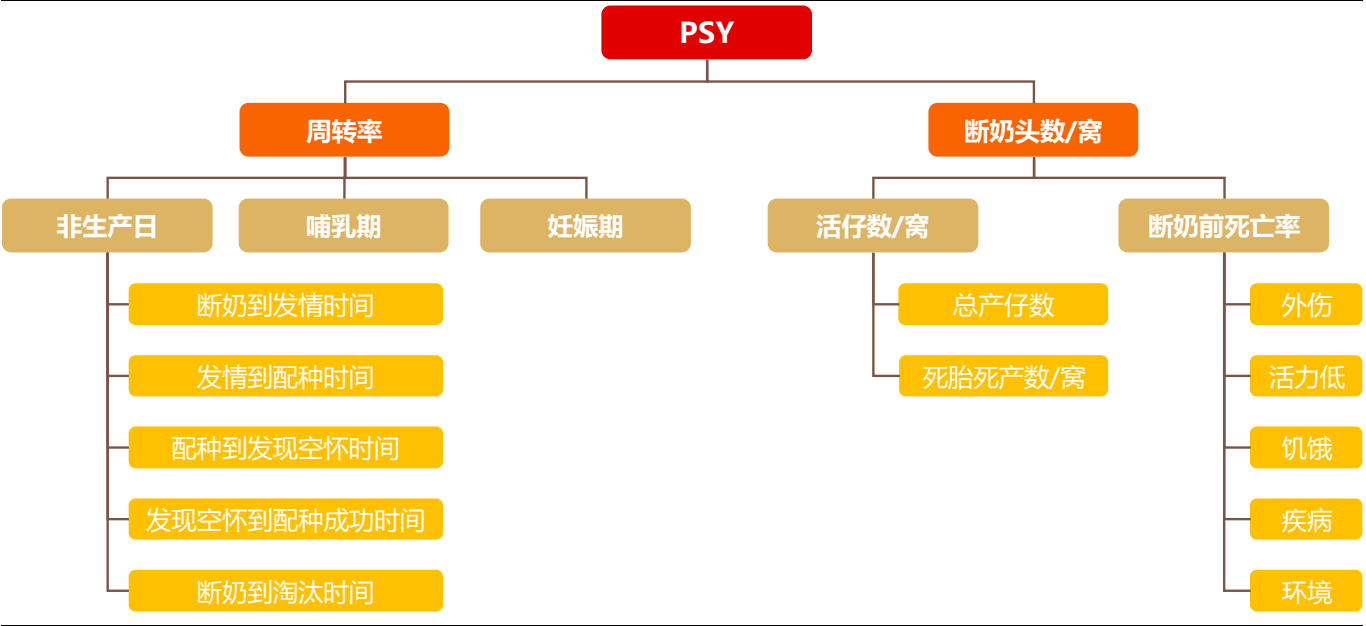 PSY
周转率
断奶头数/窝
非生产日
哺乳期
妊娠期
活仔数/窝
断奶前死亡率
断奶到发情时间
发情到配种时间
配种到发现空怀时间
发现空怀到配种成功时间
断奶到淘汰时间
总产仔数
死胎死产数/窝
外伤
活力低
饥饿
疾病
环境